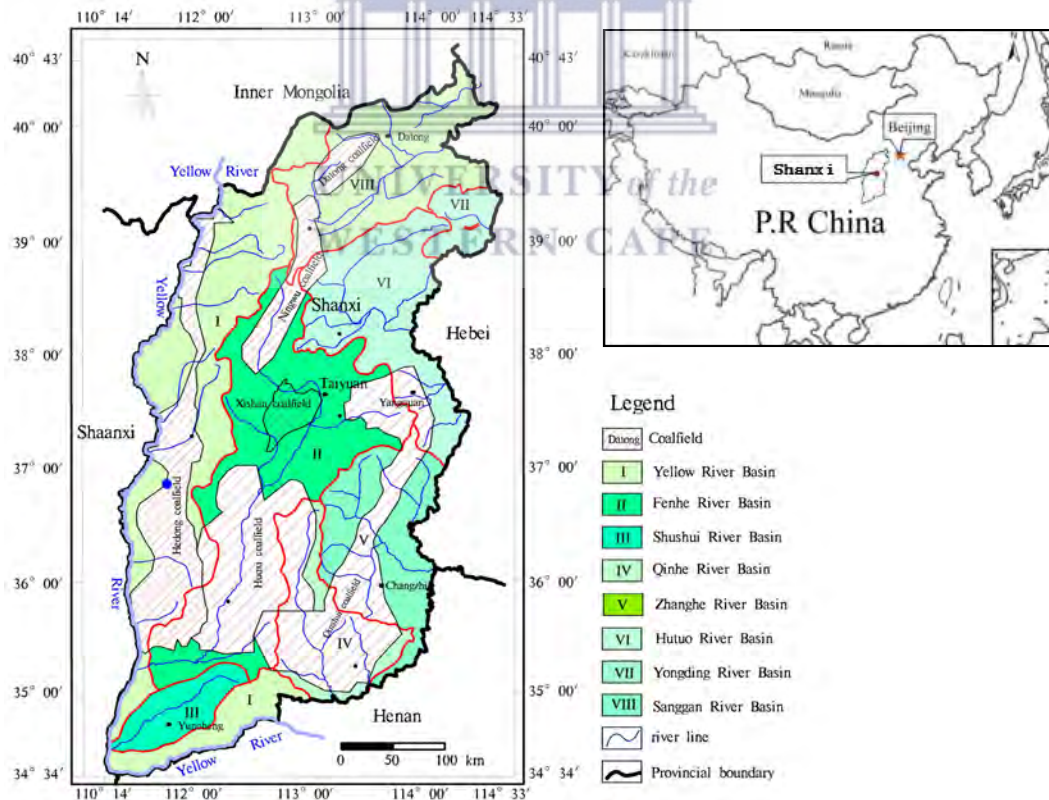 110° 14′ 112° 00′ 113° 00′ 114° 00′ 114° 33′
40° 43′
40° 43′
N
Inner Mongolia
40° 00′
40° 00′
Datong
Datong coalfield
Yellow River
VIII
UNIVERSITY of the
VII
39° 00′
39° 00′
WESTERN CAPE
Yellow
Ningwu coalfield
VI
I
Shanxi
Hebei
38° 00′
38° 00′
Taiyuan
Xishan coalfield
Yangquan
Shaanxi
II
37° 00′
37° 00′
Hedong coalfield
Huoxi coalfield
V
36° 00′
36° 00′
River
Changzhi
Qinshui coalfield
IV
35° 00′
35° 00′
III
I
Yuncheng
Henan
River
Yellow
0 50 100 km
34° 34′
34° 34′
110° 14′ 112° 00′ 113° 00′ 114° 00′ 114° 33′
N
Russia
Kazakhstan
Mongolia
Beijing
Shanxi
P.R China
Legend
Datong Coalfield
I Yellow River Basin
II Fenhe River Basin
III Shushui River Basin
IV Qinhe River Basin
V Zhanghe River Basin
VI Hutuo River Basin
VII Yongding River Basin
VIII Sanggan River Basin
river line
Provincial boundary